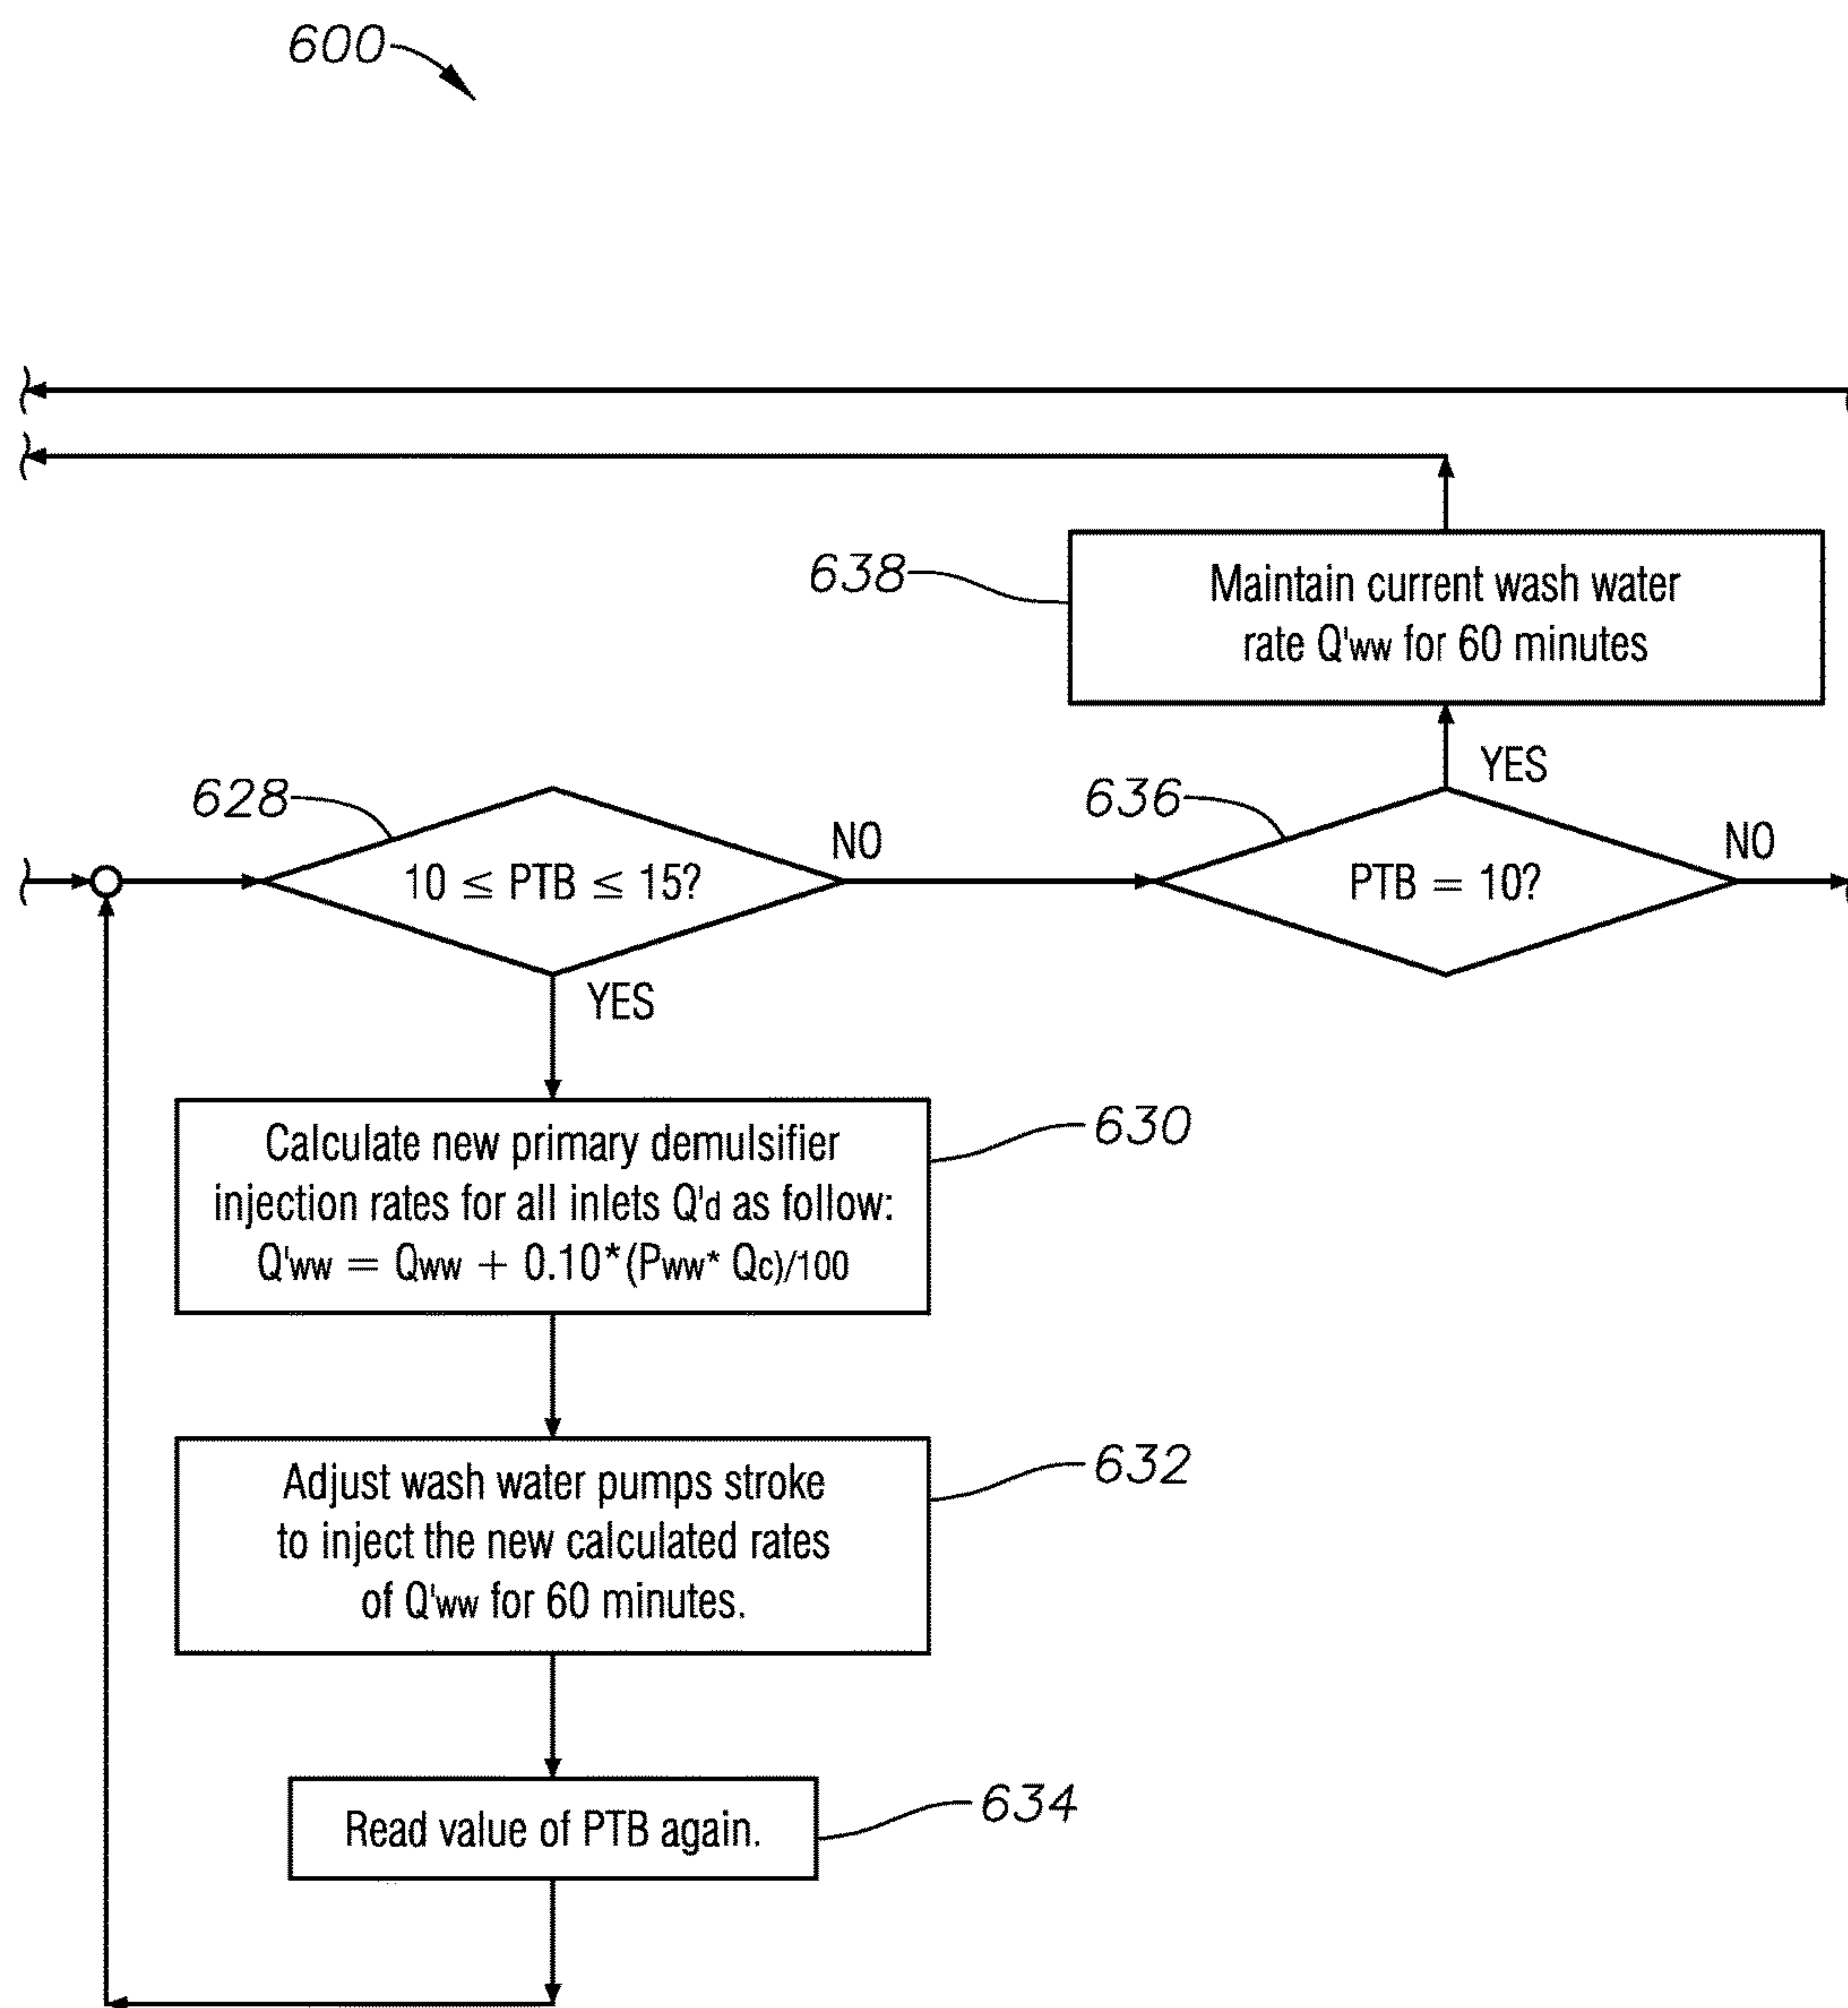 600
638
Maintain current wash water
rate Q'ww for 60 minutes
YES
628
10 ≤ PTB ≤ 15?
NO
636
PTB = 10?
NO
YES
Calculate new primary demulsifier
injection rates for all inlets Q'd as follow:
Q'ww = Qww + 0.10*(Pww* Qc)/100
630
Adjust wash water pumps stroke
to inject the new calculated rates
of Q'ww for 60 minutes.
632
Read value of PTB again.
634